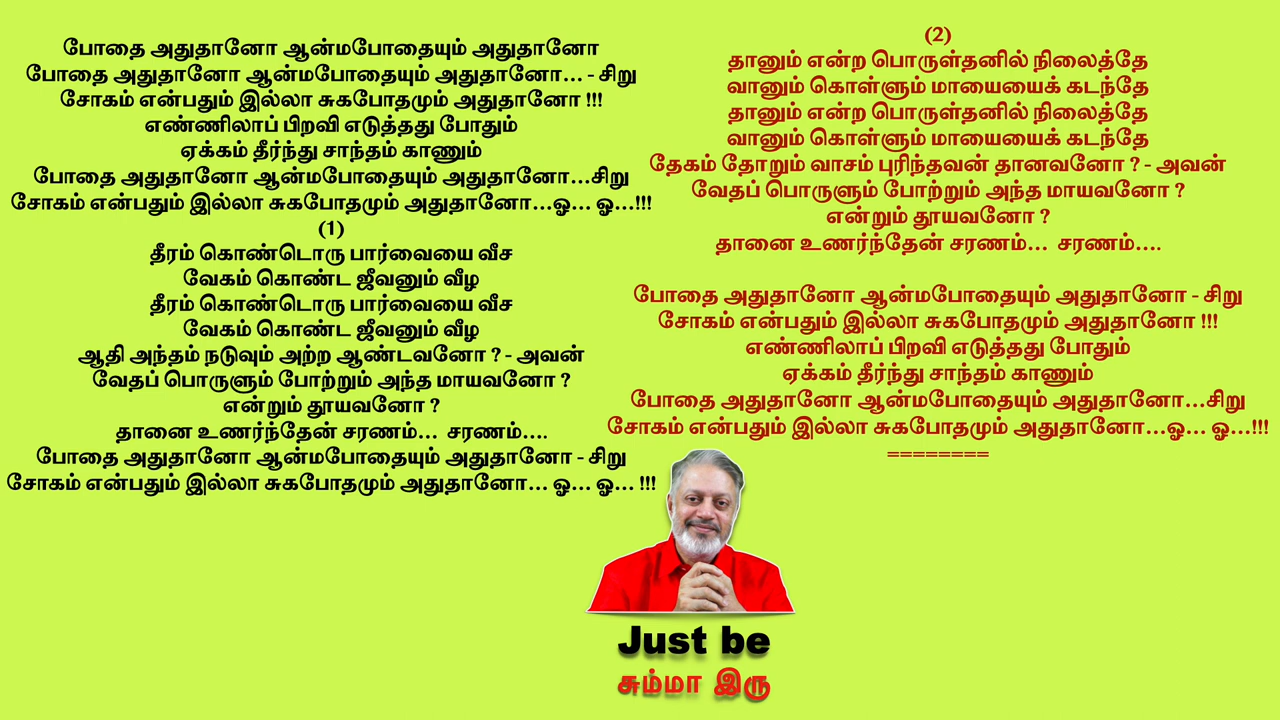 போதை அதுதானோ ஆன்மபோதையும் அதுதானோ
போதை அதுதானோ ஆன்மபோதையும் அதுதானோ... - சிறு
சோகம் என்பதும் இல்லா சுகபோதமும் அதுதானோ !!!
எண்ணிலாப் பிறவி எடுத்தது போதும்
ஏக்கம் தீர்ந்து சாந்தம் காணும்
போதை அதுதானோ ஆன்மபோதையும் அதுதானோ...சிறு
சோகம் என்பதும் இல்லா சுகபோதமும் அதுதானோ...ஓ... ஓ...!!!
(1)
தீரம் கொண்டொரு பார்வையை வீச
வேகம் கொண்ட ஜீவனும் வீழ
தீரம் கொண்டொரு பார்வையை வீச
வேகம் கொண்ட ஜீவனும் வீழ
ஆதி அந்தம் நடுவும் அற்ற ஆண்டவனோ ? - அவன்
வேதப் பொருளும் போற்றும் அந்த மாயவனோ ?
என்றும் தூயவனோ ?
தானை உணர்ந்தேன் சரணம்... சரணம்....
போதை அதுதானோ ஆன்மபோதையும் அதுதானோ - சிறு
சோகம் என்பதும் இல்லா சுகபோதமும் அதுதானோ... ஓ... ஓ... !!!
(2)
தானும் என்ற பொருள்தனில் நிலைத்தே
வானும் கொள்ளும் மாயையைக் கடந்தே
தானும் என்ற பொருள்தனில் நிலைத்தே
வானும் கொள்ளும் மாயையைக் கடந்தே
தேகம் தோறும் வாசம் புரிந்தவன் தானவனோ ? - அவன்
வேதப் பொருளும் போற்றும் அந்த மாயவனோ ?
என்றும் தூயவனோ ?
தானை உணர்ந்தேன் சரணம்... சரணம்....
போதை அதுதானோ ஆன்மபோதையும் அதுதானோ - சிறு
சோகம் என்பதும் இல்லா சுகபோதமும் அதுதானோ !!!
எண்ணிலாப் பிறவி எடுத்தது போதும்
ஏக்கம் தீர்ந்து சாந்தம் காணும்
போதை அதுதானோ ஆன்மபோதையும் அதுதானோ...சிறு
சோகம் என்பதும் இல்லா சுகபோதமும் அதுதானோ...ஓ... ஓ...!!!
========
Just be
சும்மா இரு